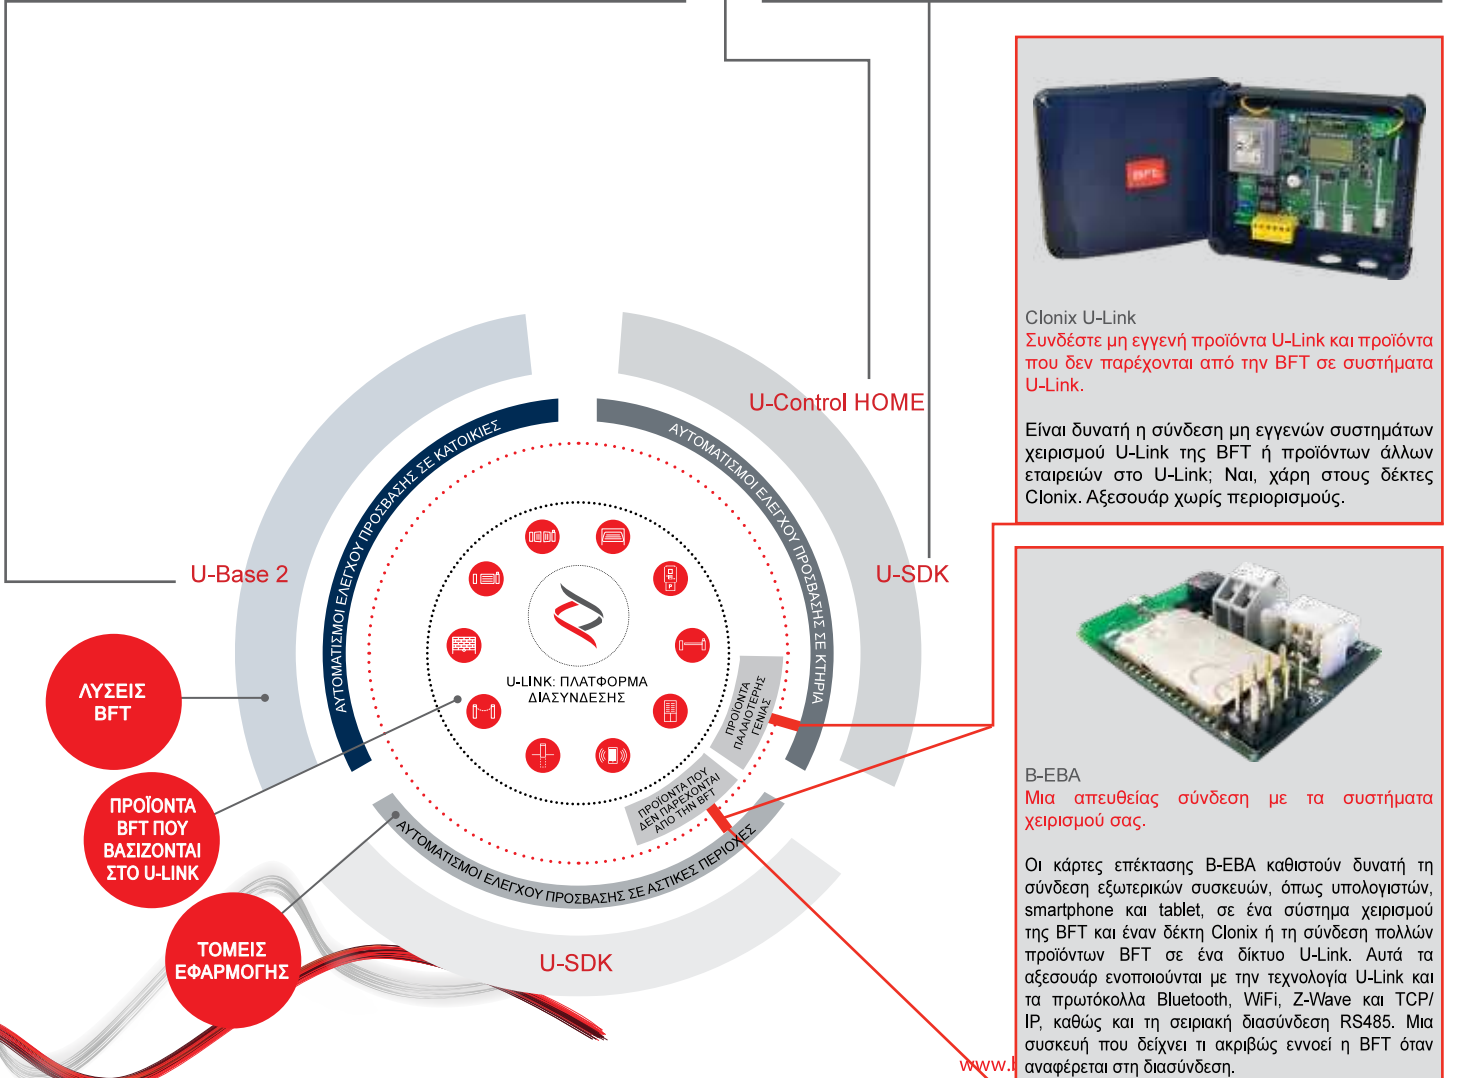 BFT
Clonix U-Link
Συνδέστε μη εγγενή προϊόντα U-Link και προϊόντα
που δεν παρέχονται από την BFT σε συστήματα
U-Link.
Είναι δυνατή η σύνδεση μη εγγενών συστημάτων
χειρισμού U-Link της BFT ή προϊόντων άλλων
εταιρειών στο U-Link; Ναι, χάρη στους δέκτες
Clonix. Αξεσουάρ χωρίς περιορισμούς.
U-Control HOME
U-Base 2
U-SDK
ΑΥΤΟΜΑΤΙΣΜΟΙ ΕΛΕΓΧΟΥ ΠΡΟΣΒΑΣΗΣ ΣΕ ΚΑΤΟΙΚΙΕΣ
ΑΥΤΟΜΑΤΙΣΜΟΙ ΕΛΕΓΧΟΥ ΠΡΟΣΒΑΣΗΣ ΣΕ ΚΤΗΡΙΑ
P
U-LINK: ΠΛΑΤΦΟΡΜΑ
ΔΙΑΣΥΝΔΕΣΗΣ
ΠΡΟΪΟΝΤΑ
ΠΑΛΑΙΟΤΕΡΗΣ
ΓΕΝΙΑΣ
ΠΡΟΪΟΝΤΑ ΠΟΥ
ΔΕΝ ΠΑΡΕΧΟΝΤΑΙ
ΑΠΟ ΤΗΝ BFT
ΑΥΤΟΜΑΤΙΣΜΟΙ ΕΛΕΓΧΟΥ ΠΡΟΣΒΑΣΗΣ ΣΕ ΑΣΤΙΚΕΣ ΠΕΡΙΟΧΕΣ
U-SDK
ΛΥΣΕΙΣ
BFT
ΠΡΟΪΟΝΤΑ
BFT ΠΟΥ
ΒΑΣΙΖΟΝΤΑΙ
ΣΤΟ U-LINK
ΤΟΜΕΙΣ
ΕΦΑΡΜΟΓΗΣ
B-EBA
Μια απευθείας σύνδεση με τα συστήματα
χειρισμού σας.
Οι κάρτες επέκτασης B-EBA καθιστούν δυνατή τη
σύνδεση εξωτερικών συσκευών, όπως υπολογιστών,
smartphone και tablet, σε ένα σύστημα χειρισμού
της BFT και έναν δέκτη Clonix ή τη σύνδεση πολλών
προϊόντων BFT σε ένα δίκτυο U-Link. Αυτά τα
αξεσουάρ ενοποιούνται με την τεχνολογία U-Link και
τα πρωτόκολλα Bluetooth, WiFi, Z-Wave και TCP/
IP, καθώς και τη σειριακή διασύνδεση RS485. Μια
συσκευή που δείχνει τι ακριβώς εννοεί η BFT όταν
αναφέρεται στη διασύνδεση.
www.